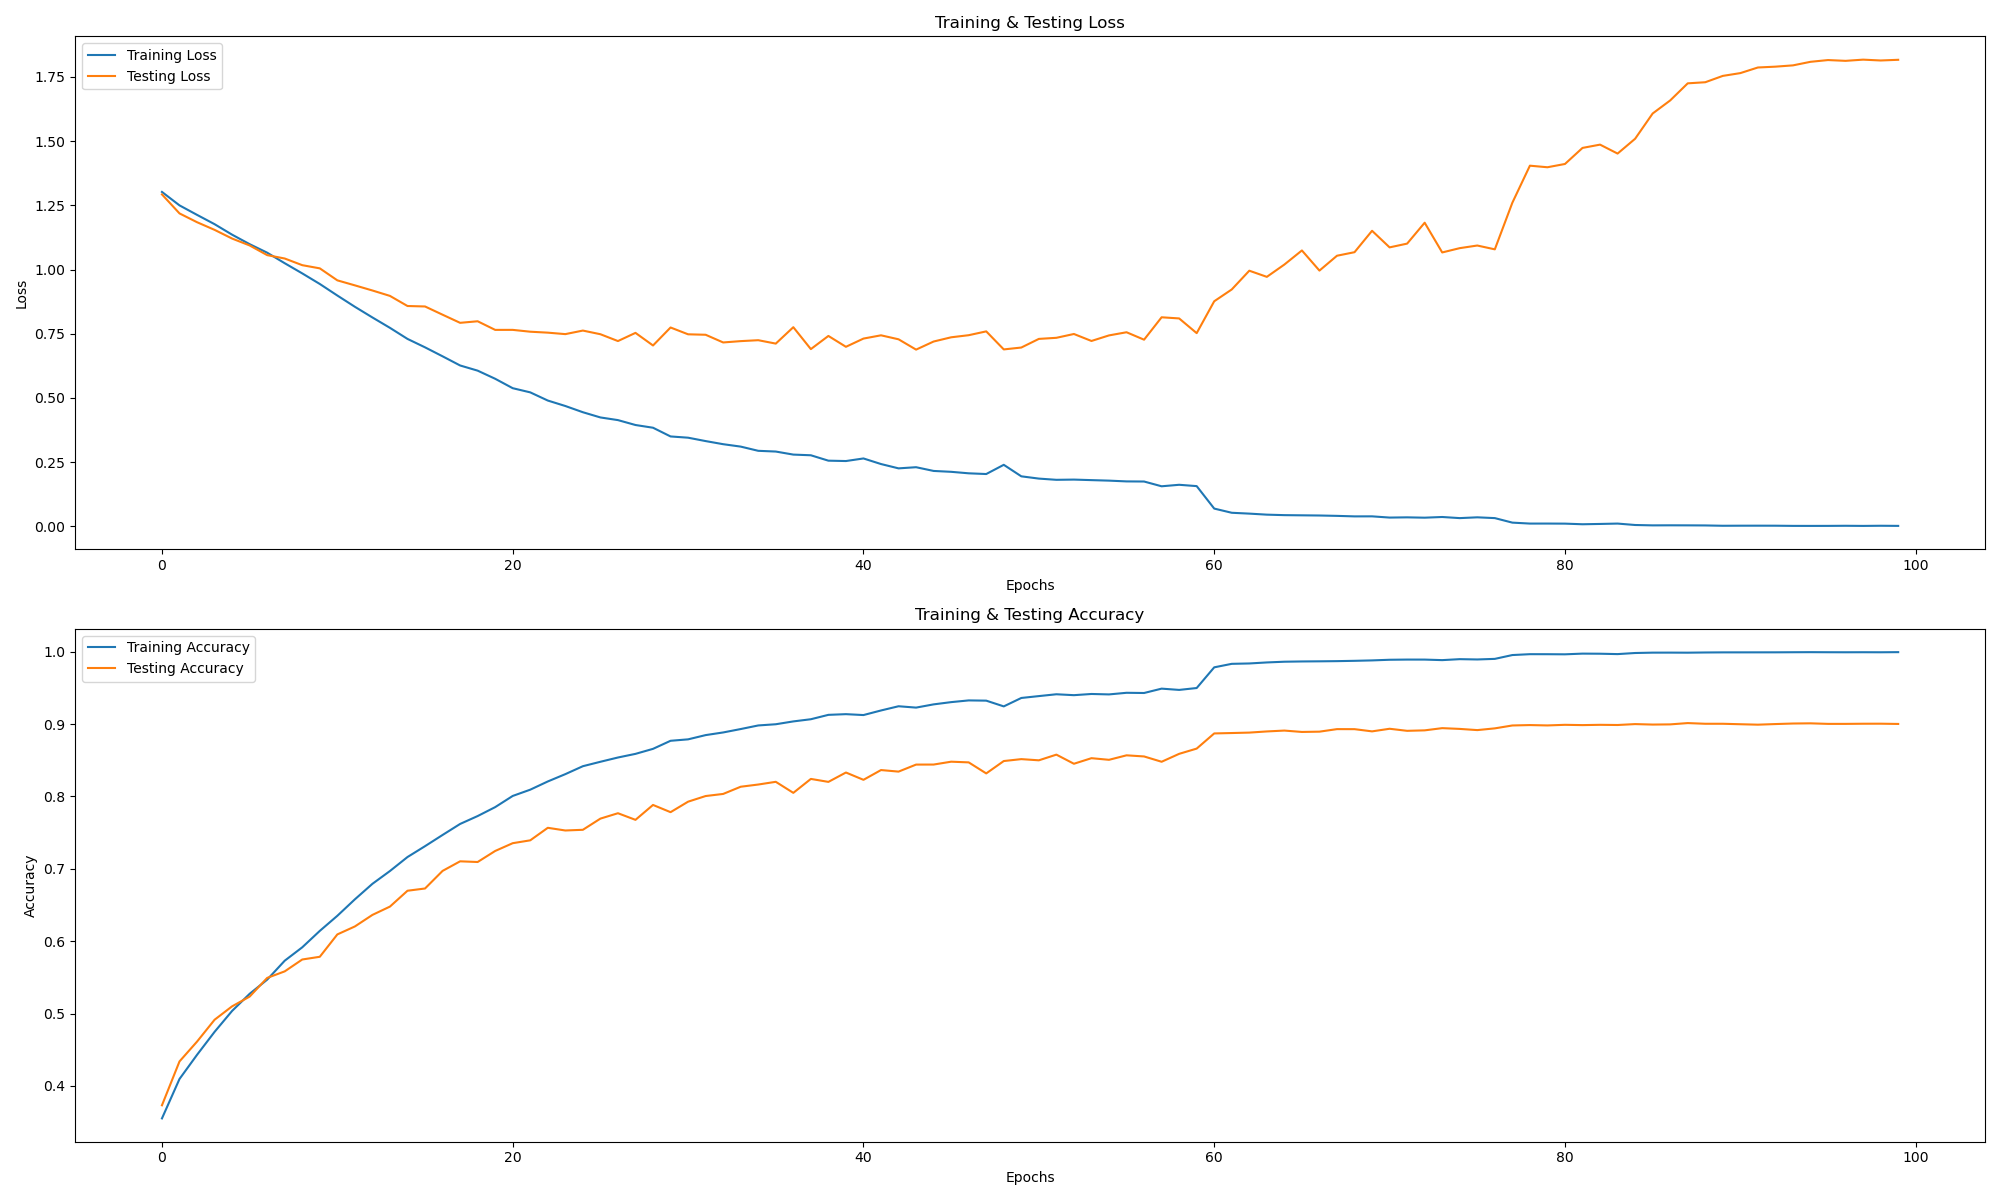 Training & Testing Loss
Training Loss
Testing Loss
1.75
1.50
1.25
1.00
0.75
0.50
0.25
0.00
Loss
0 20 40 60 80 100
Epochs
Training & Testing Accuracy
Training Accuracy
Testing Accuracy
1.0
0.9
0.8
0.7
0.6
0.5
0.4
Accuracy
0 20 40 60 80 100
Epochs